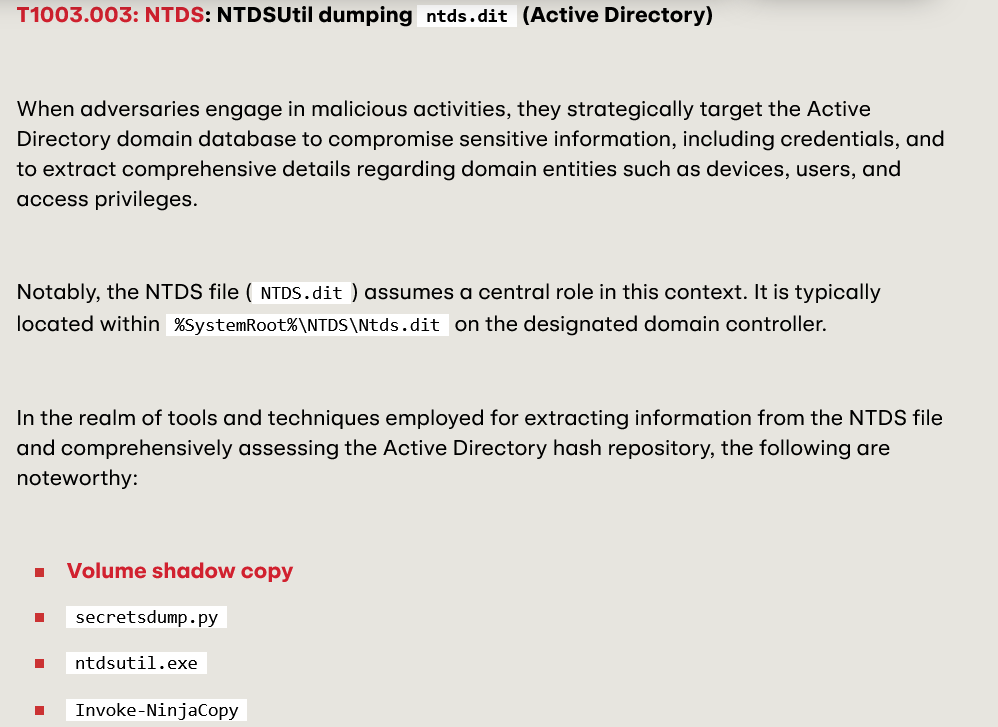 T1003.003: NTDS: NTDSUtil dumping ntds.dit (Active Directory)
When adversaries engage in malicious activities, they strategically target the Active
Directory domain database to compromise sensitive information, including credentials, and
to extract comprehensive details regarding domain entities such as devices, users, and
access privileges.
Notably, the NTDS file ( NTDS.dit ) assumes a central role in this context. It is typically
located within %SystemRoot%\NTDS\Ntds.dit on the designated domain controller.
In the realm of tools and techniques employed for extracting information from the NTDS file
and comprehensively assessing the Active Directory hash repository, the following are
noteworthy:
Volume shadow copy
secretsdump.py
ntdsutil.exe
Invoke-NinjaCopy